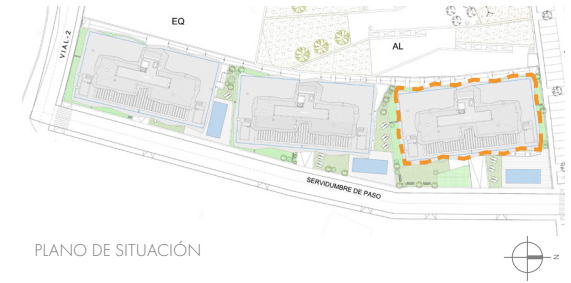 EQ
VIAL-2
AL
SERVIDUMBRE DE PASO
PLANO DE SITUACIÓN
N